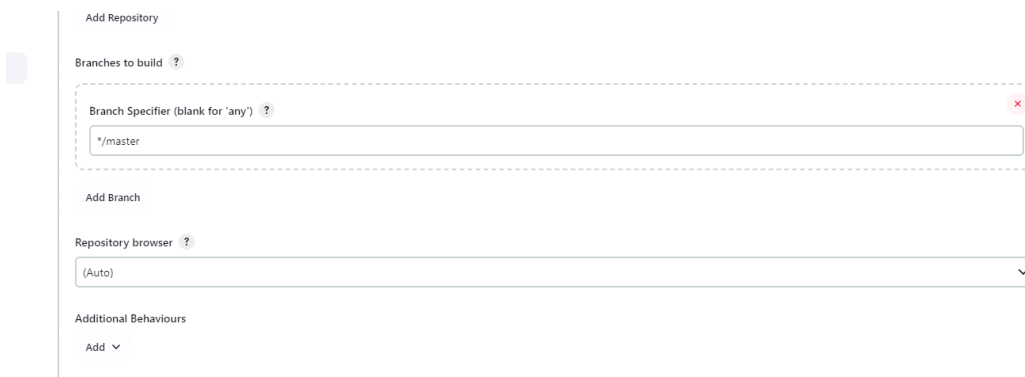 Add Repository
Branches to build ?
Branch Specifier (blank for 'any') ?
*/master
Add Branch
Repository browser ?
(Auto)
Additional Behaviours
Add